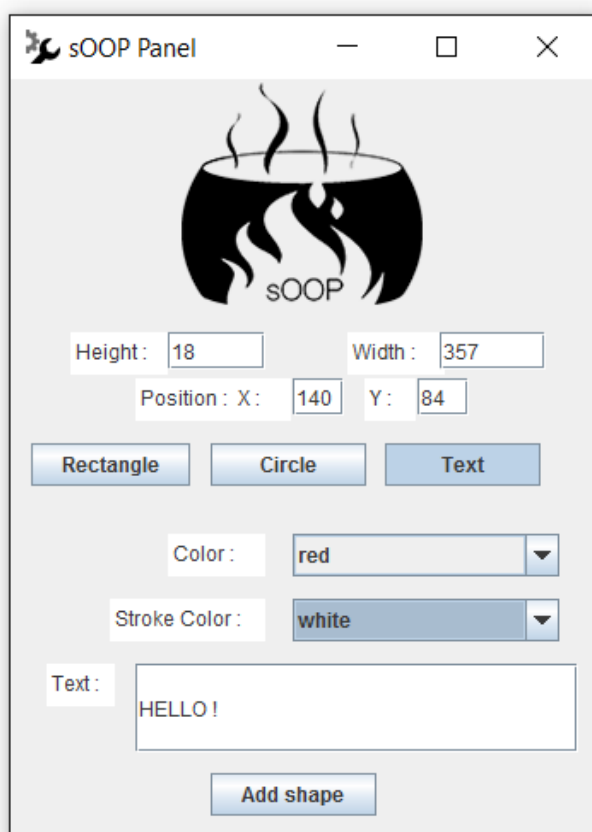 sOOP Panel
sOOP
Height : 18 Width : 357
Position : X : 140 Y : 84
Rectangle Circle Text
Color : red
Stroke Color : white
Text : HELLO !
Add shape